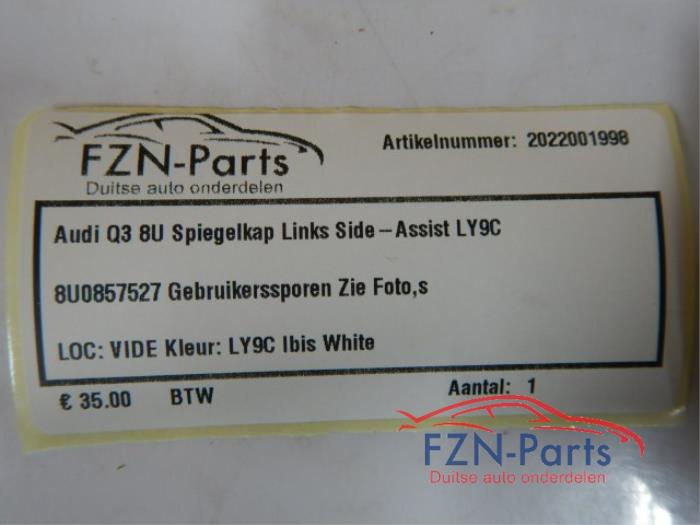 FZN-Parts
Duitse auto onderdelen
Artikelnummer: 2022001998
Audi Q3 8U Spiegelkap Links Side-Assist LY9C
8U0857527 Gebruikerssporen Zie Foto,s
LOC: VIDE Kleur: LY9C Ibis White
€ 35.00 BTW Aantal: 1
FZN-Parts
Duitse auto onderdelen